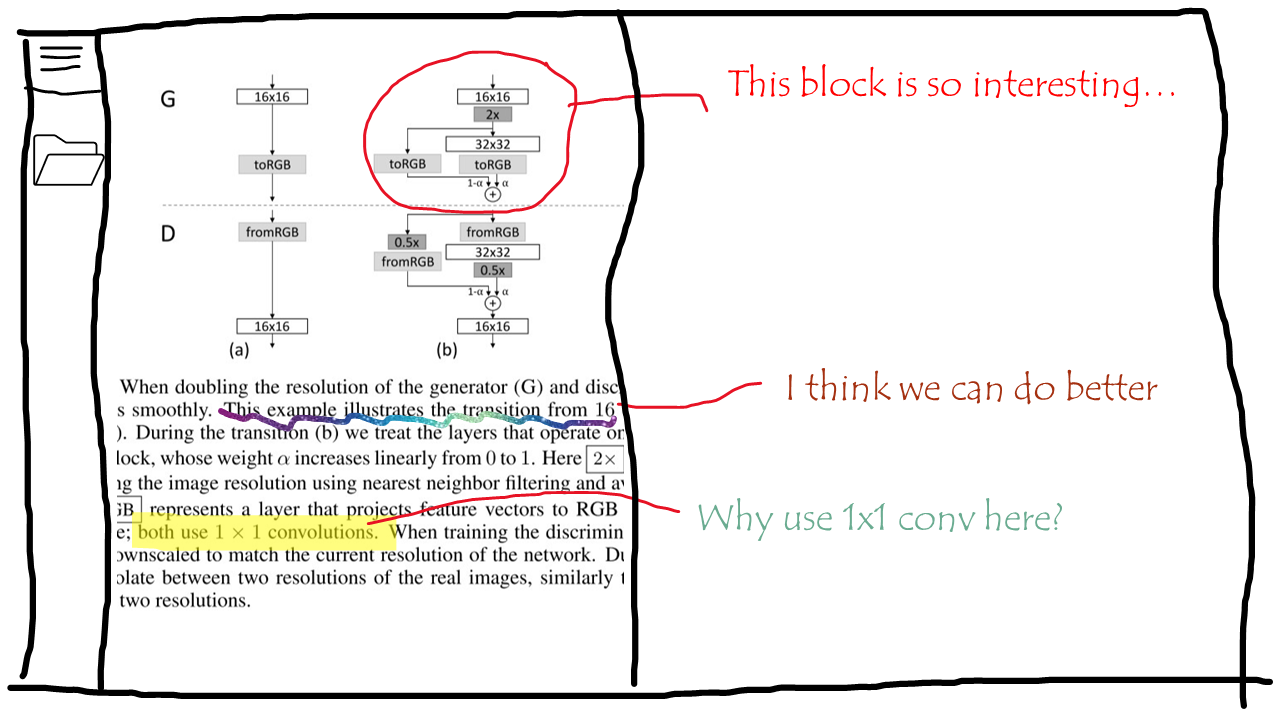 G
16x16
toRGB
16x16
2x
32x32
toRGB
toRGB
1-α
α
+
D
fromRGB
16x16
(a)
0.5x
fromRGB
fromRGB
32x32
0.5x
1-α
α
+
16x16
(b)
This block is so interesting...
When doubling the resolution of the generator (G) and disc
s smoothly. This example illustrates the transition from 16
). During the transition (b) we treat the layers that operate on
lock, whose weight α increases linearly from 0 to 1. Here 2×
ng the image resolution using nearest neighbor filtering and av
GB represents a layer that projects feature vectors to RGB
e; both use 1 × 1 convolutions. When training the discrimin
ownscaled to match the current resolution of the network. Du
olate between two resolutions of the real images, similarly t
two resolutions.
I think we can do better
Why use 1x1 conv here?